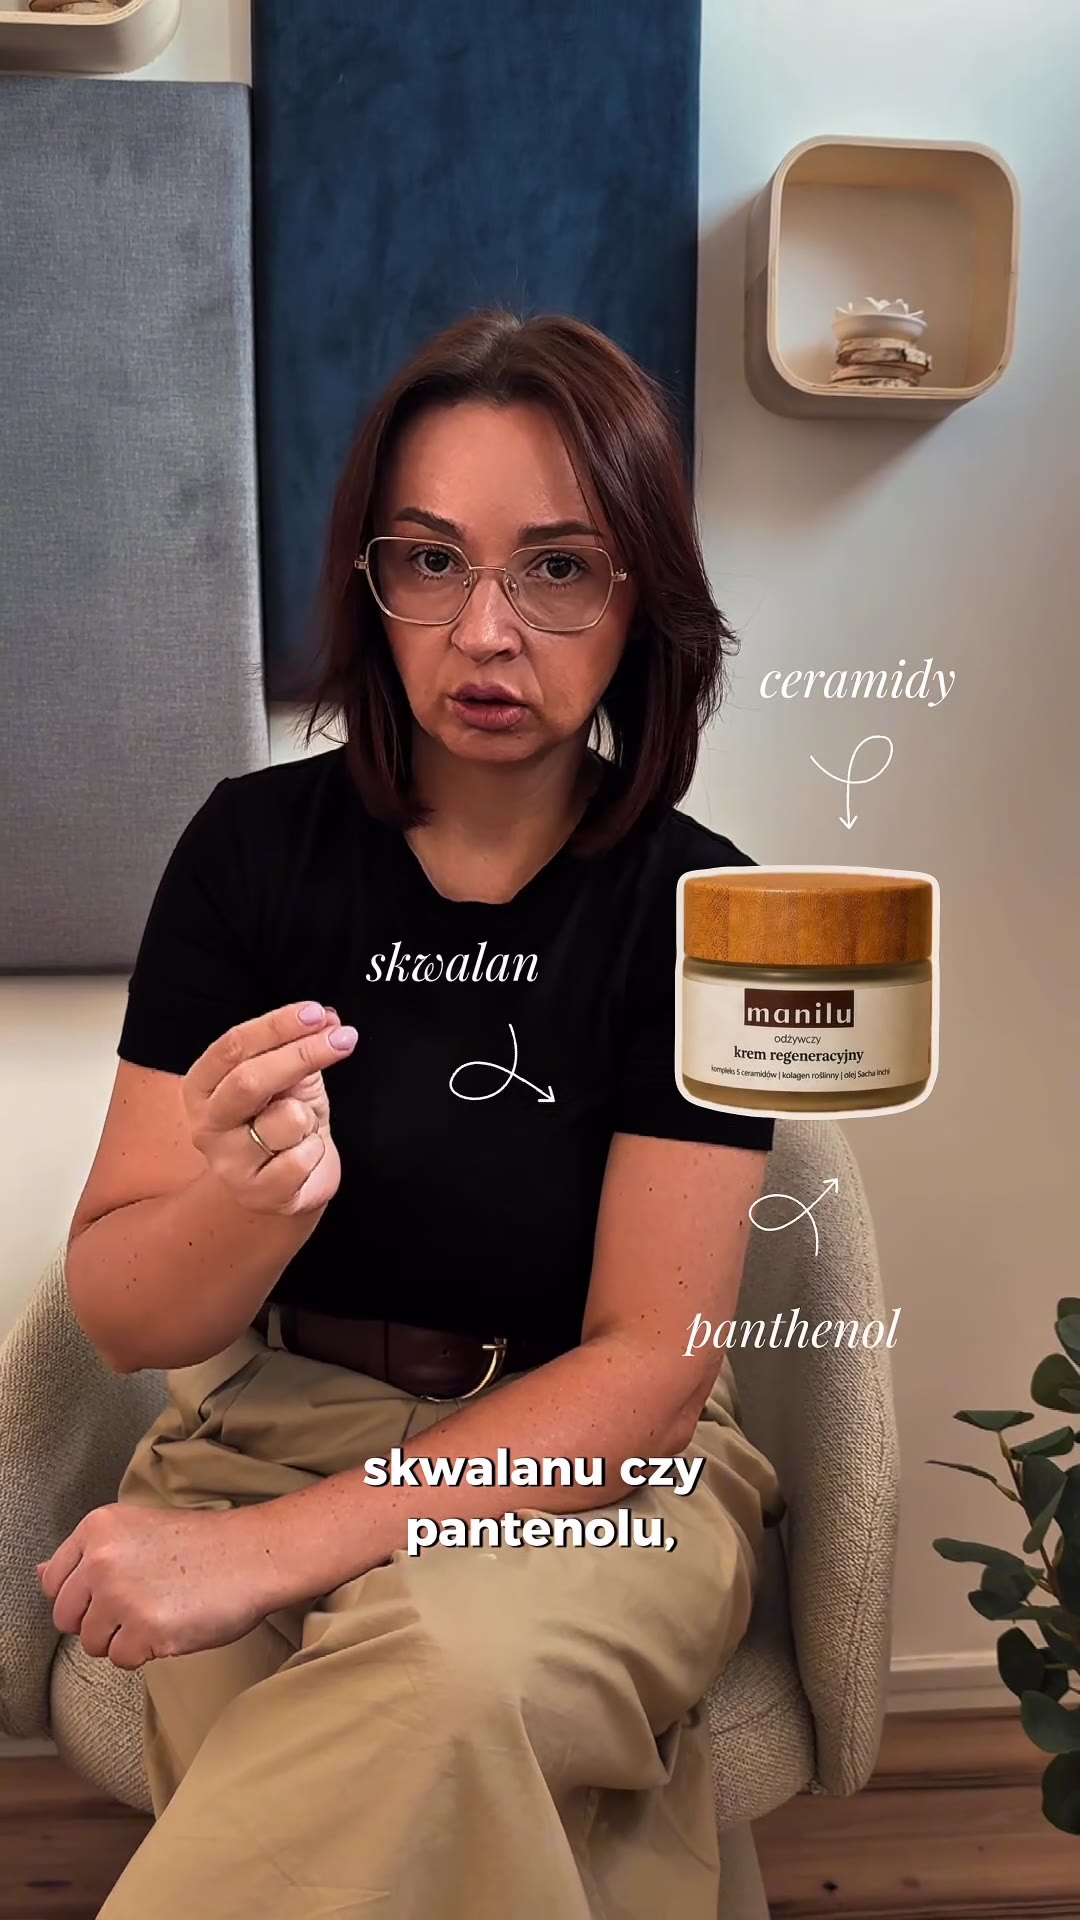 ceramidy
skwalan
manilu
odżywczy
krem regeneracyjny
kompleks 5 ceramidów | kolagen roślinny | olej Sacha Inchi
panthenol
skwalanu czy
pantenolu,